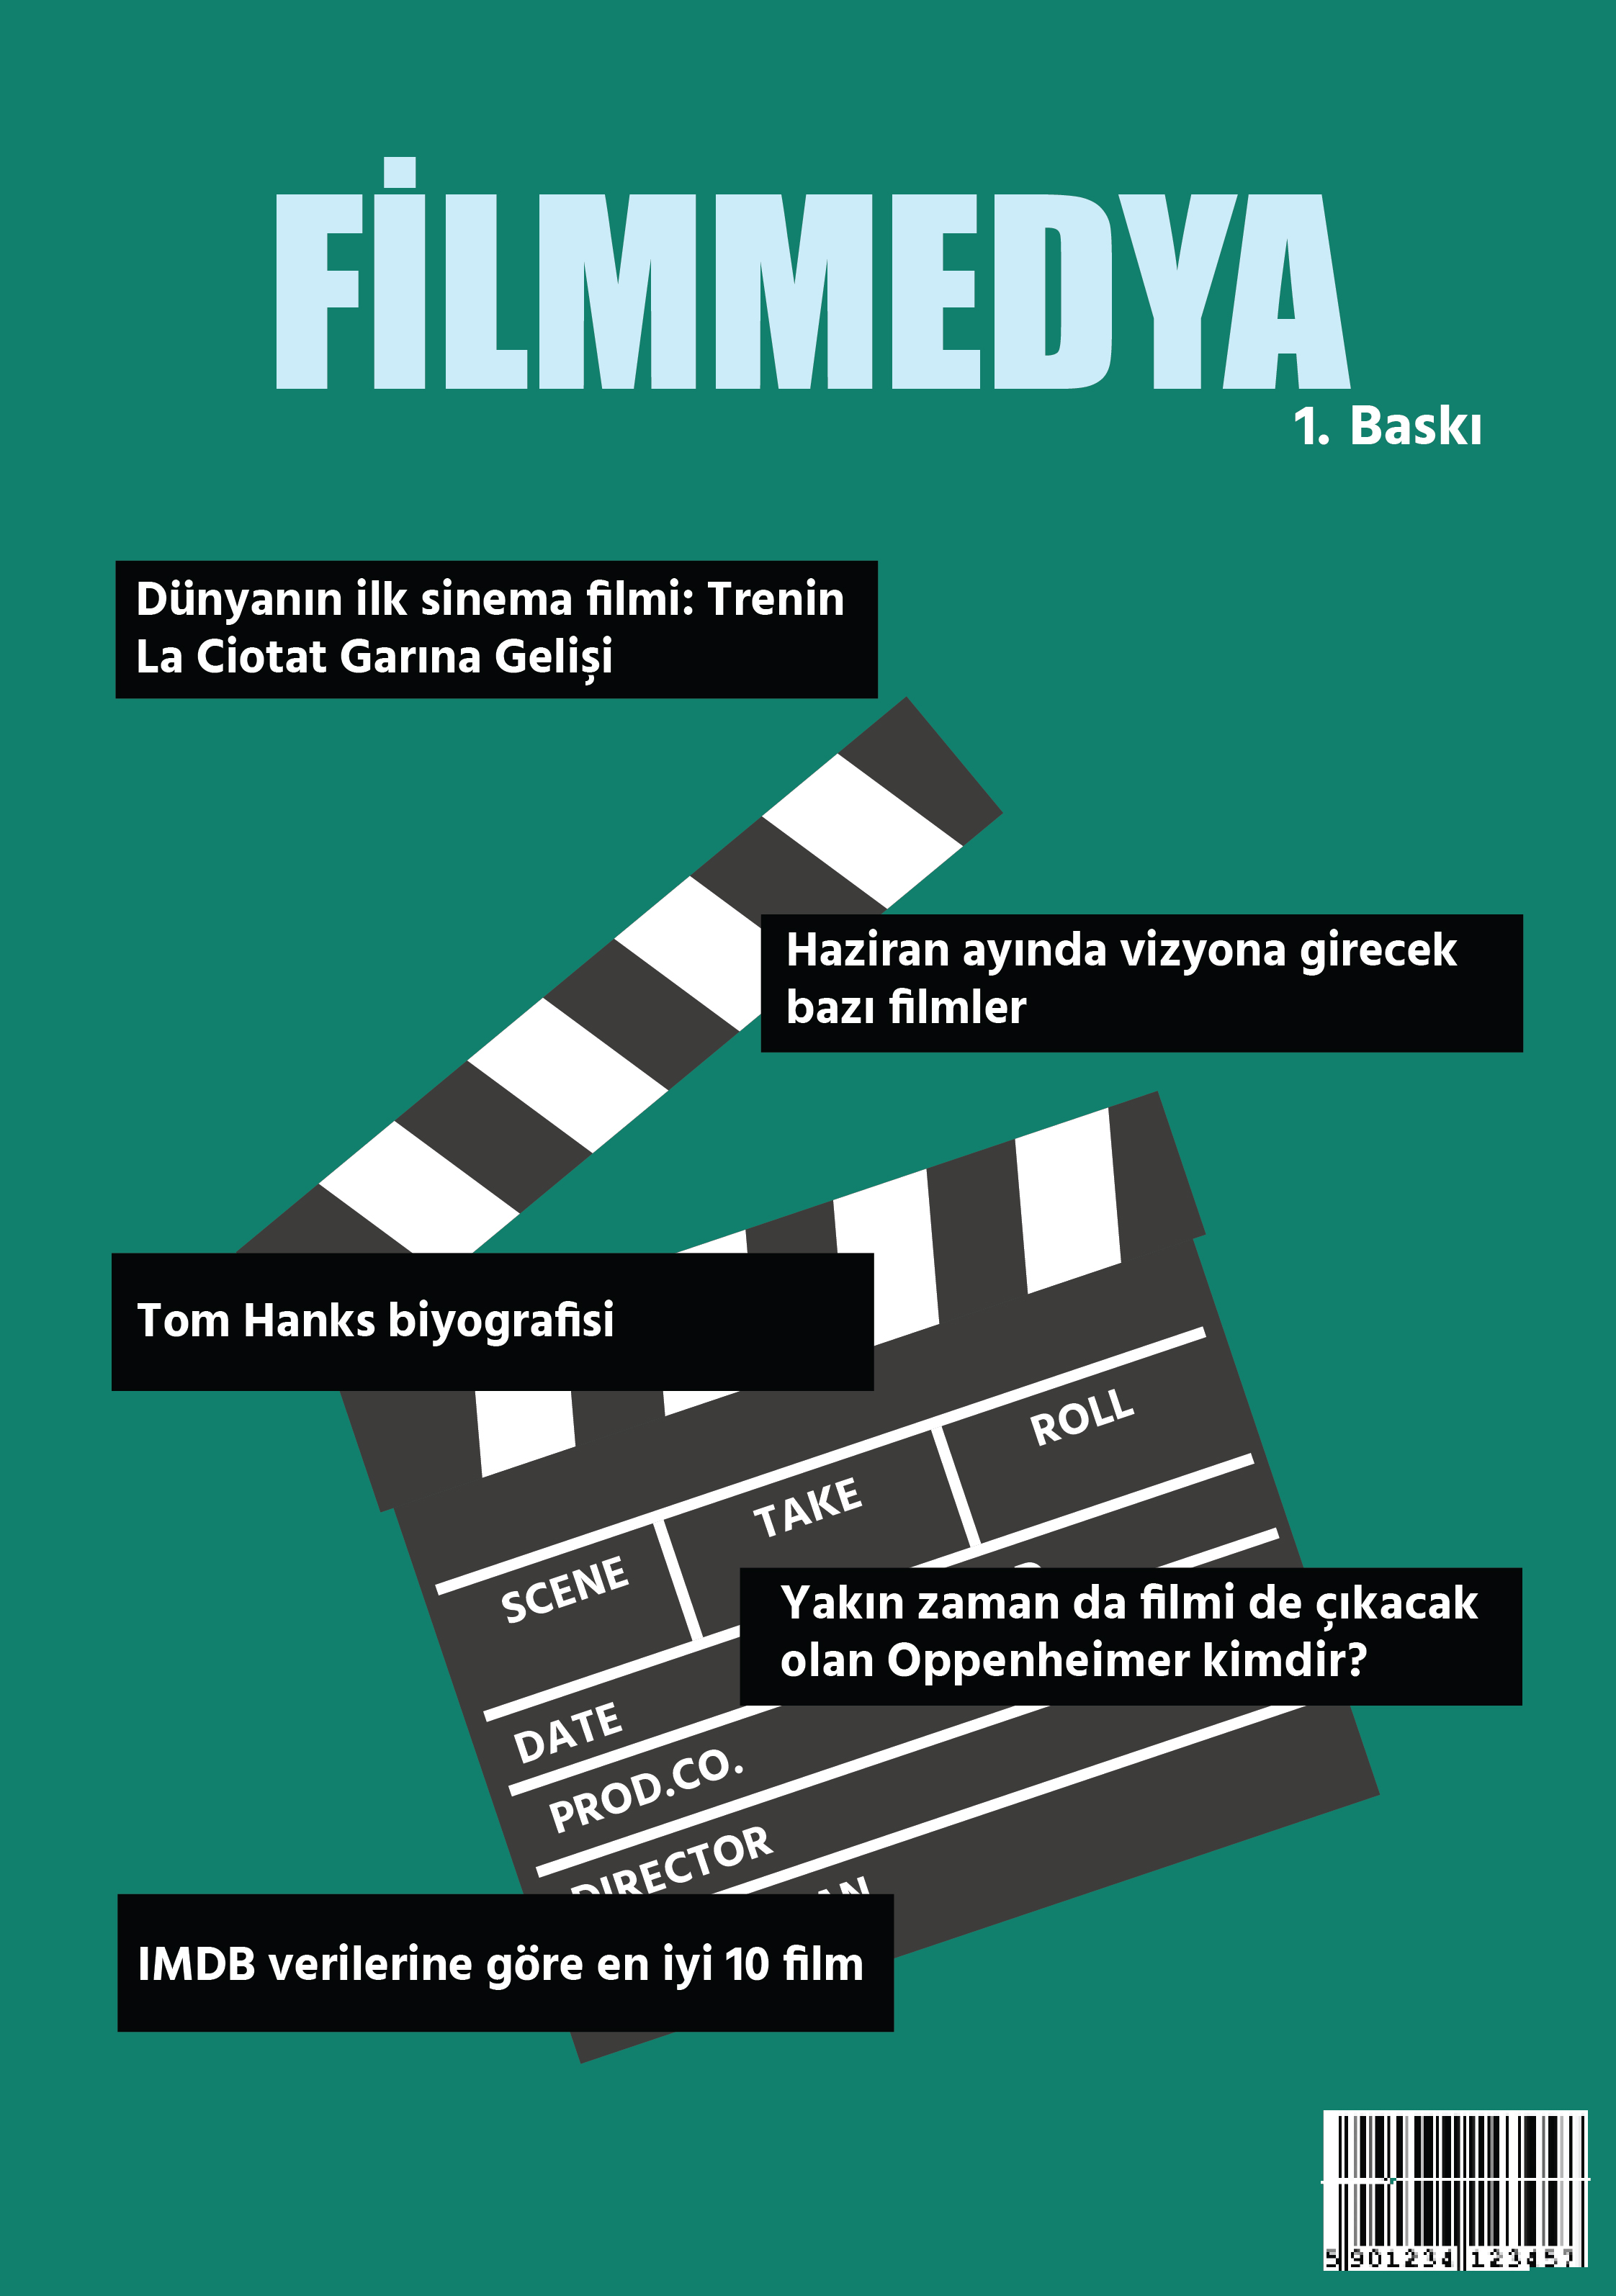 FİLMMEDYA
1. Baskı
Dünyanın ilk sinema filmi: Trenin
La Ciotat Garına Gelişi
Haziran ayında vizyona girecek
bazı filmler
Tom Hanks biyografisi
ROLL
TAKE
SCENE
Yakın zaman da filmi de çıkacak
olan Oppenheimer kimdir?
DATE
PROD.CO.
DIRECTOR
IMDB verilerine göre en iyi 10 film